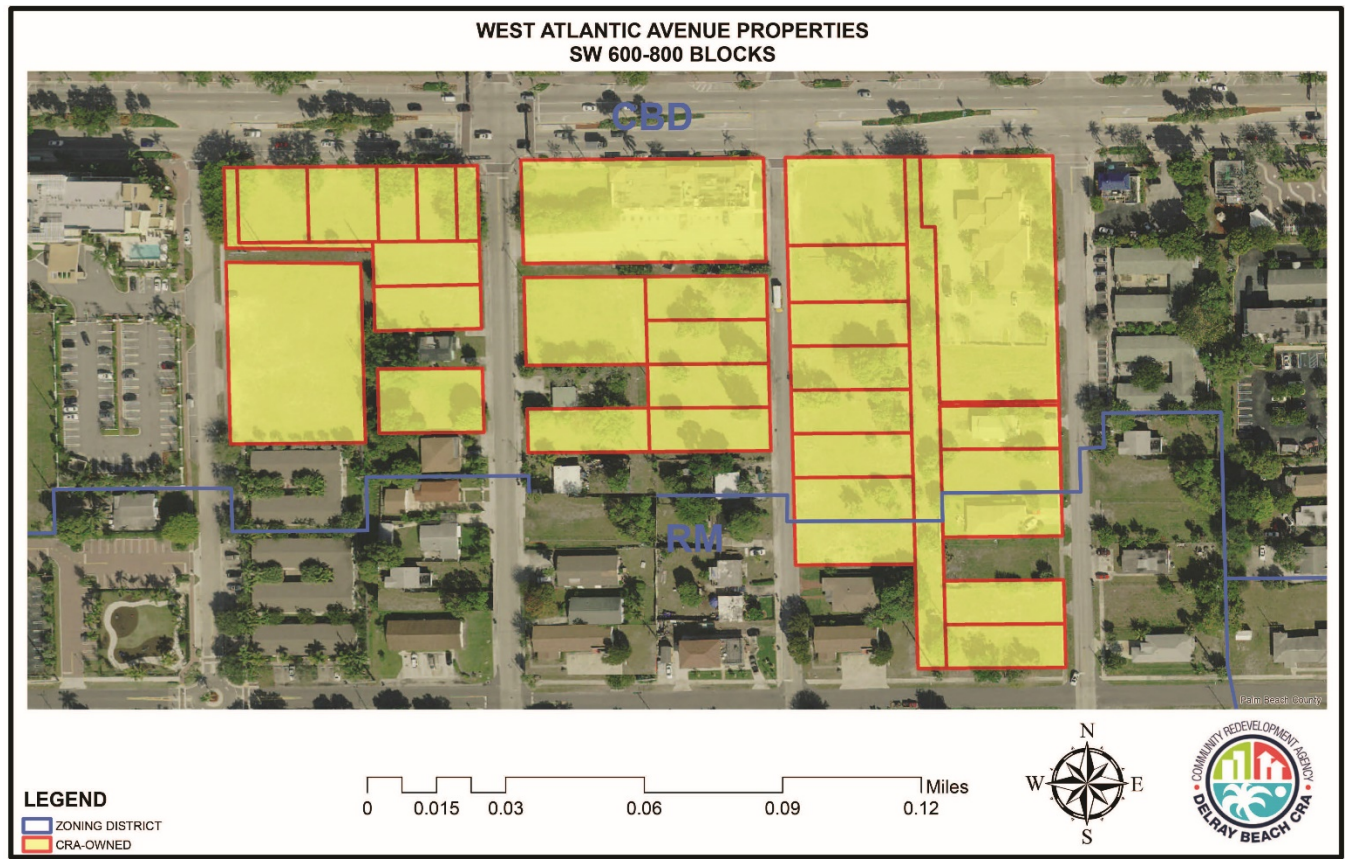 WEST ATLANTIC AVENUE PROPERTIES
SW 600-800 BLOCKS
CBD
RM
Palm Beach County
LEGEND
ZONING DISTRICT
CRA-OWNED
0 0.015 0.03 0.06 0.09 0.12
Miles
N
W E
S
COMMUNITY REDEVELOPMENT AGENCY
DELRAY BEACH CRA